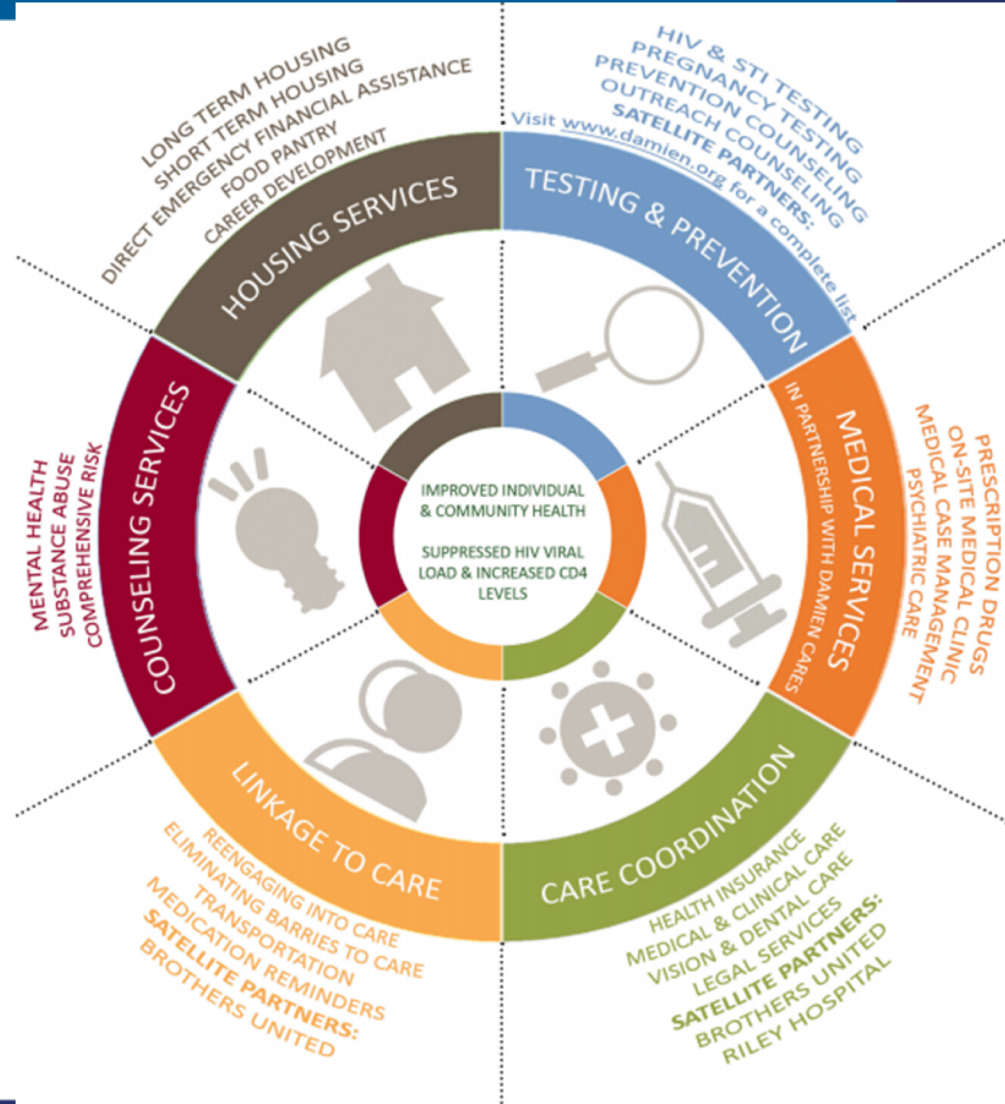 LONG TERM HOUSING
SHORT TERM HOUSING
DIRECT EMERGENCY FINANCIAL ASSISTANCE
FOOD PANTRY
CAREER DEVELOPMENT
HOUSING SERVICES
HIV & STI TESTING
PREGNANCY TESTING
PREVENTION COUNSELING
OUTREACH COUNSELING
SATELLITE PARTNERS:
Visit www.damien.org for a complete list
TESTING & PREVENTION
PRESCRIPTION DRUGS
ON-SITE MEDICAL CLINIC
MEDICAL CASE MANAGEMENT
PSYCHIATRIC CARE
MEDICAL SERVICES
IN PARTNERSHIP WITH DAMIEN CARES
CARE COORDINATION
HEALTH INSURANCE
MEDICAL & CLINICAL CARE
VISION & DENTAL CARE
LEGAL SERVICES
SATELLITE PARTNERS:
BROTHERS UNITED
RILEY HOSPITAL
LINKAGE TO CARE
REENGAGING INTO CARE
ELIMINATING BARRIES TO CARE
TRANSPORTATION
MEDICATION REMINDERS
SATELLITE PARTNERS:
BROTHERS UNITED
MENTAL HEALTH
SUBSTANCE ABUSE
COMPREHENSIVE RISK
COUNSELING SERVICES
IMPROVED INDIVIDUAL
& COMMUNITY HEALTH
SUPPRESSED HIV VIRAL
LOAD & INCREASED CD4
LEVELS